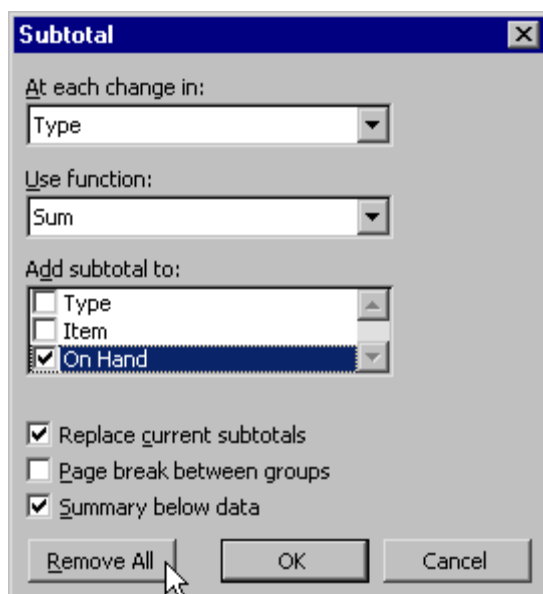 Subtotal
At each change in:
Type
Use function:
Sum
Add subtotal to:
Type
Item
On Hand
Replace current subtotals
Page break between groups
Summary below data
Remove All OK Cancel